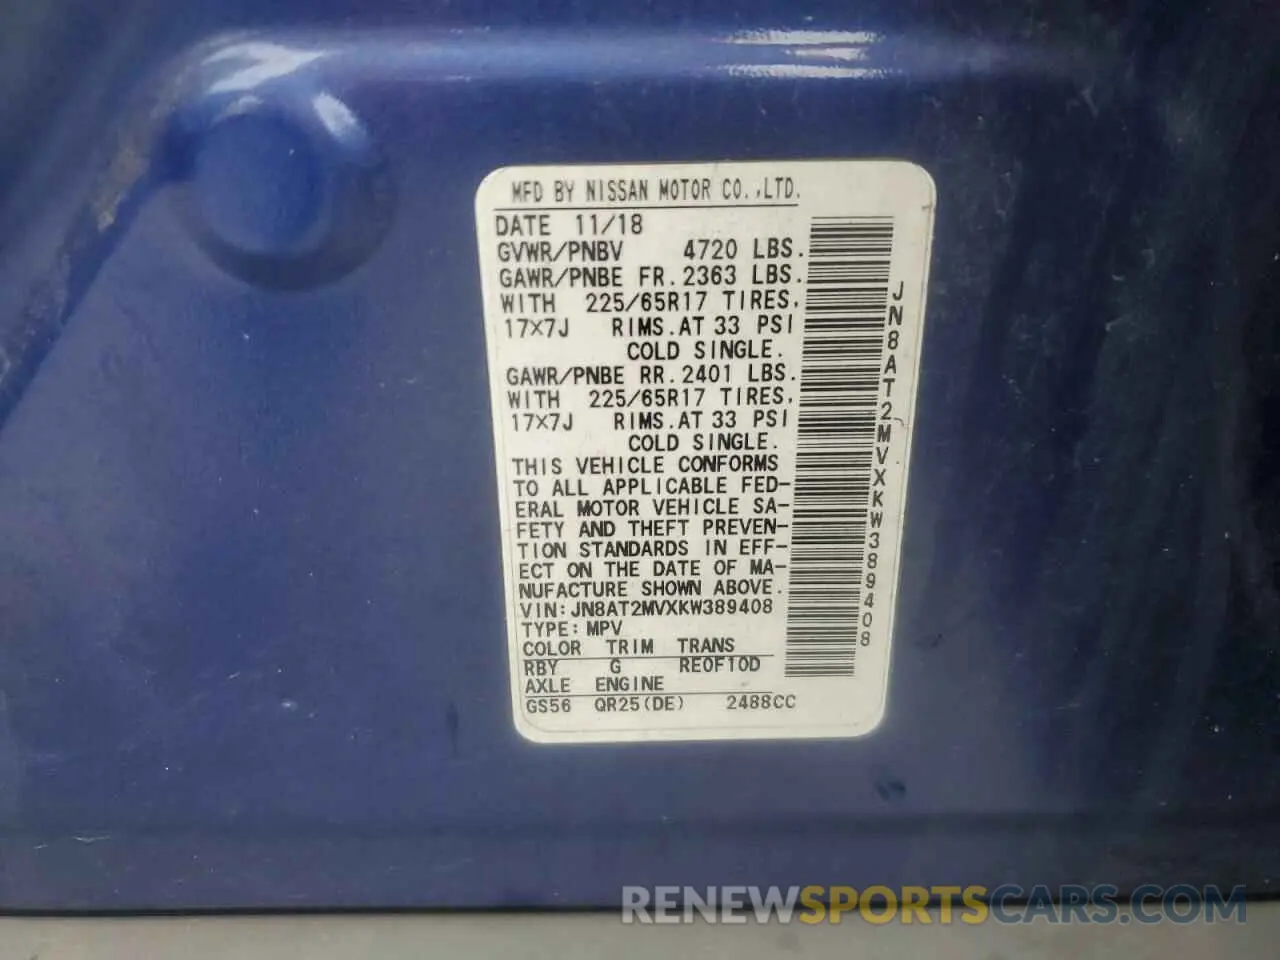 MFD BY NISSAN MOTOR CO.,LTD.
DATE 11/18
GVWR/PNBV 4720 LBS.
GAWR/PNBE FR. 2363 LBS.
WITH 225/65R17 TIRES,
17×7J RIMS.AT 33 PSI
COLD SINGLE.
GAWR/PNBE RR. 2401 LBS.
WITH 225/65R17 TIRES,
17×7J RIMS.AT 33 PSI
COLD SINGLE.
THIS VEHICLE CONFORMS
TO ALL APPLICABLE FED-
ERAL MOTOR VEHICLE SA-
FETY AND THEFT PREVEN-
TION STANDARDS IN EFF-
ECT ON THE DATE OF MA-
NUFACTURE SHOWN ABOVE.
VIN: JN8AT2MVXKW389408
TYPE: MPV
COLOR TRIM TRANS
RBY G RE0F10D
AXLE ENGINE
GS56 QR25(DE) 2488CC
JN8AT2MVXKW389408
RENEWSPORTSCARS.COM